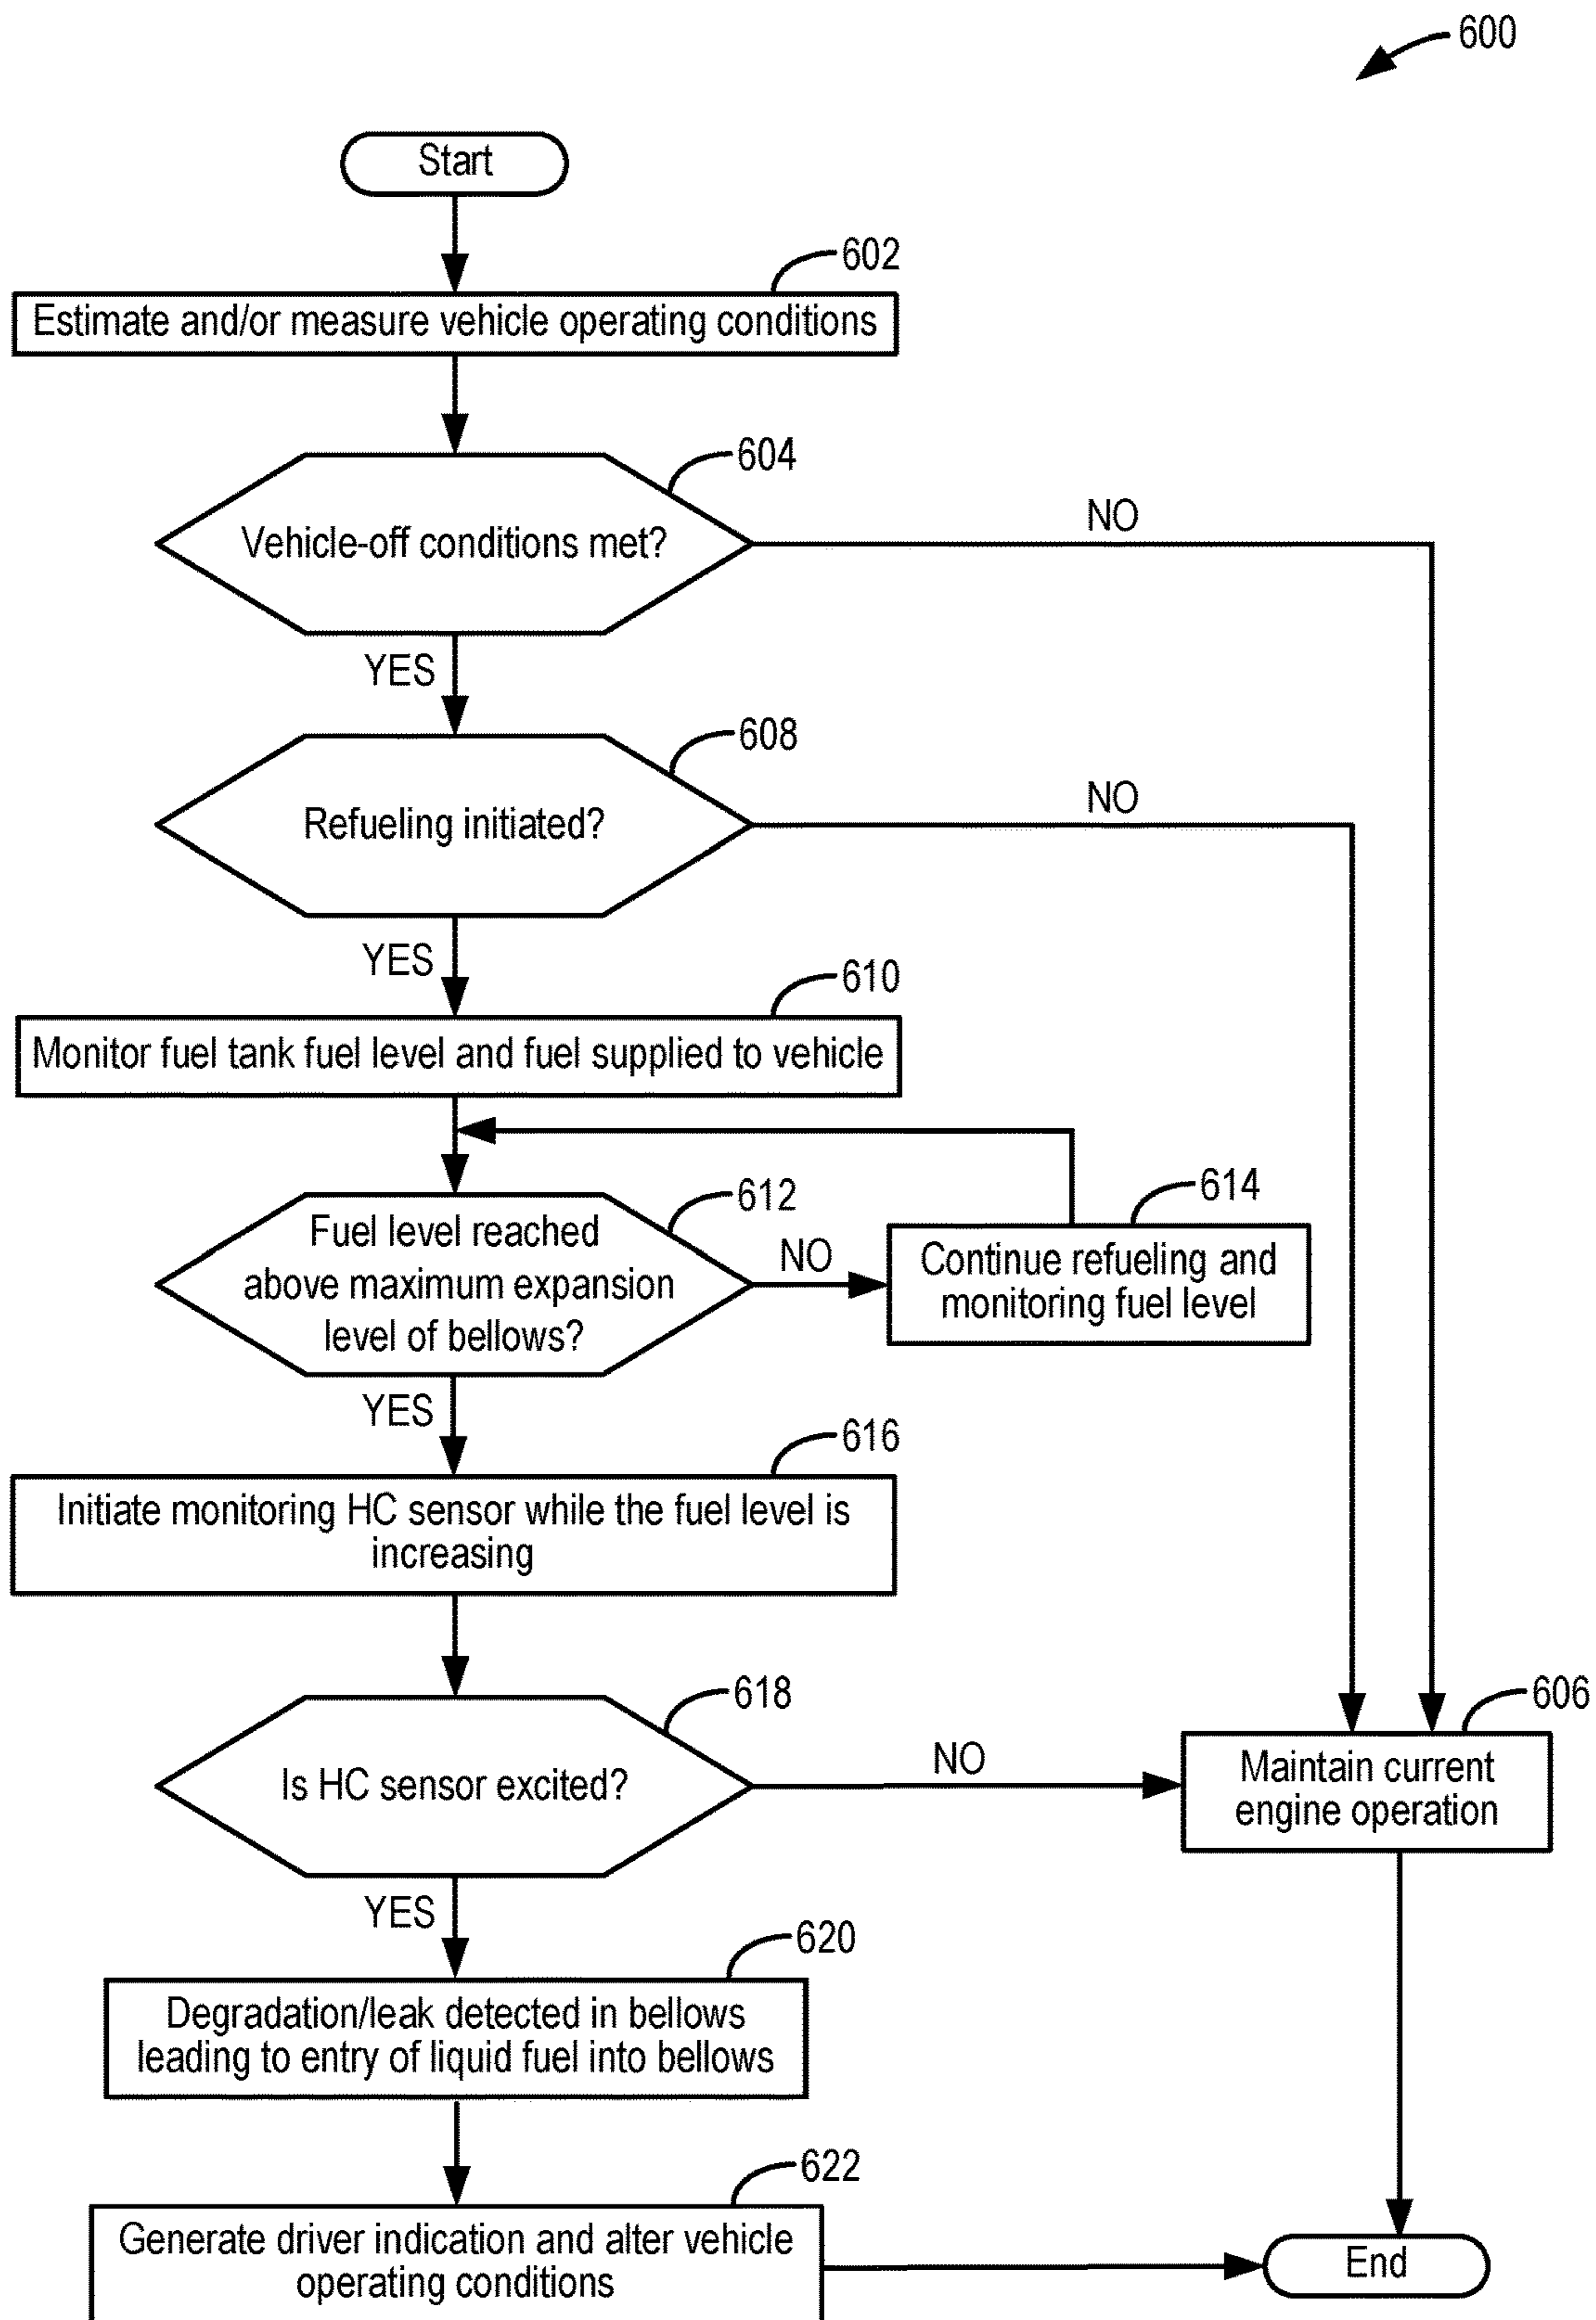 600
Start
602
Estimate and/or measure vehicle operating conditions
604
Vehicle-off conditions met?
NO
YES
608
Refueling initiated?
NO
YES
610
Monitor fuel tank fuel level and fuel supplied to vehicle
612
Fuel level reached
above maximum expansion
level of bellows?
NO
614
Continue refueling and
monitoring fuel level
YES
616
Initiate monitoring HC sensor while the fuel level is
increasing
618
Is HC sensor excited?
NO
606
Maintain current
engine operation
YES
620
Degradation/leak detected in bellows
leading to entry of liquid fuel into bellows
622
Generate driver indication and alter vehicle
operating conditions
End